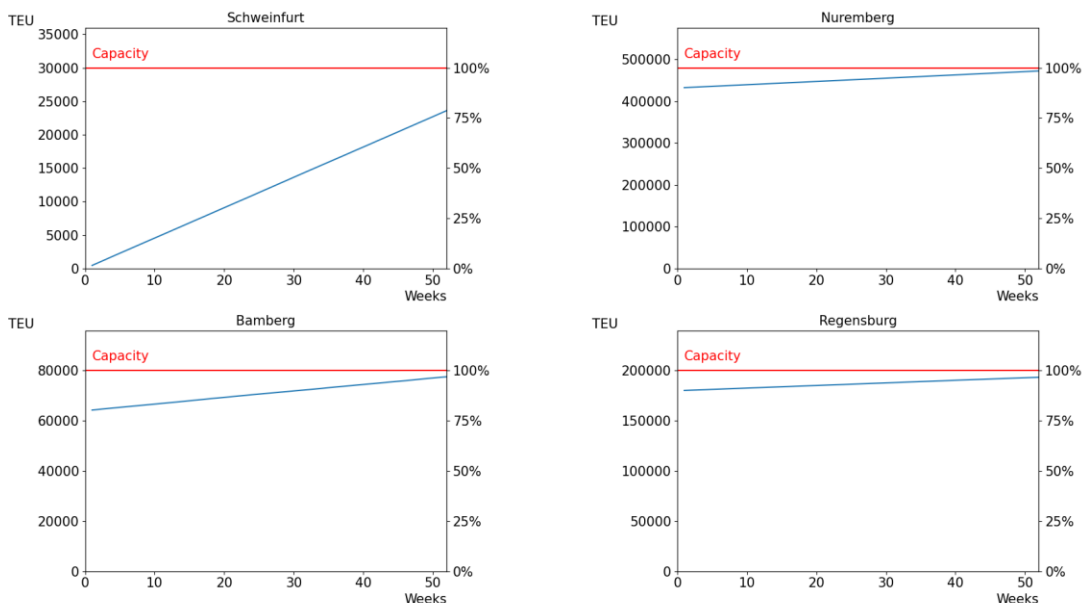 TEU
Schweinfurt
35000
Capacity
30000
100%
25000
75%
20000
15000
50%
10000
25%
5000
0
0%
0 10 20 30 40 50
Weeks
TEU
Nuremberg
500000
Capacity
100%
400000
75%
300000
50%
200000
25%
100000
0
0%
0 10 20 30 40 50
Weeks
TEU
Bamberg
Capacity
80000
100%
60000
75%
40000
50%
20000
25%
0
0%
0 10 20 30 40 50
Weeks
TEU
Regensburg
Capacity
200000
100%
150000
75%
100000
50%
50000
25%
0
0%
0 10 20 30 40 50
Weeks